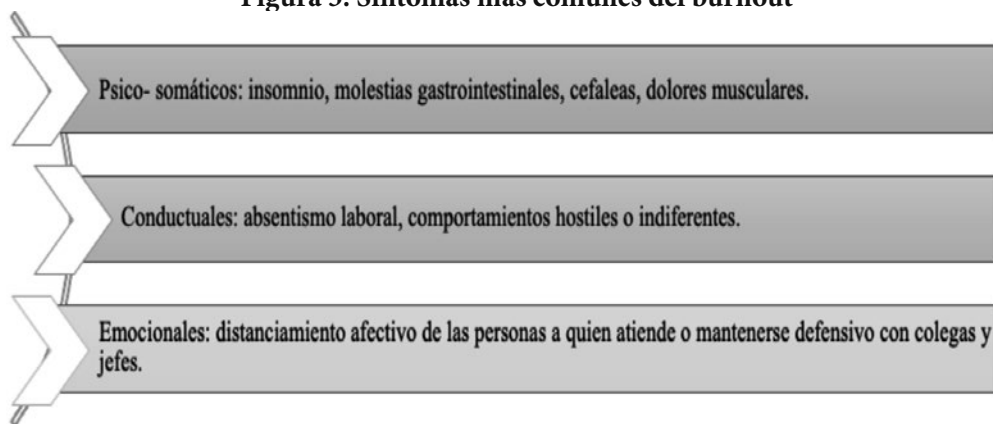 Figura 3. Síntomas más comunes del burnout
Psico- somáticos: insomnio, molestias gastrointestinales, cefaleas, dolores musculares.
Conductuales: absentismo laboral, comportamientos hostiles o indiferentes.
Emocionales: distanciamiento afectivo de las personas a quien atiende o mantenerse defensivo con colegas y
jefes.